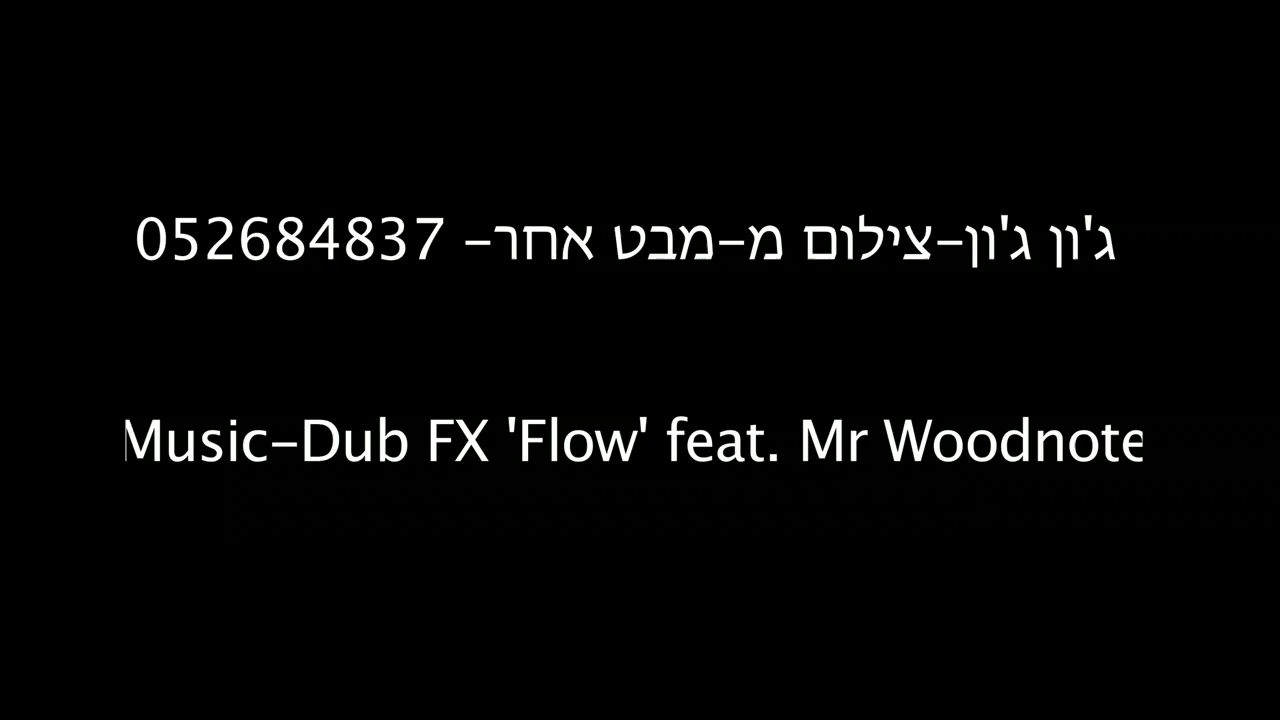 ג'ון ג'ון-צילום מ-מבט אחר- 052684837
Music-Dub FX 'Flow' feat. Mr Woodnote